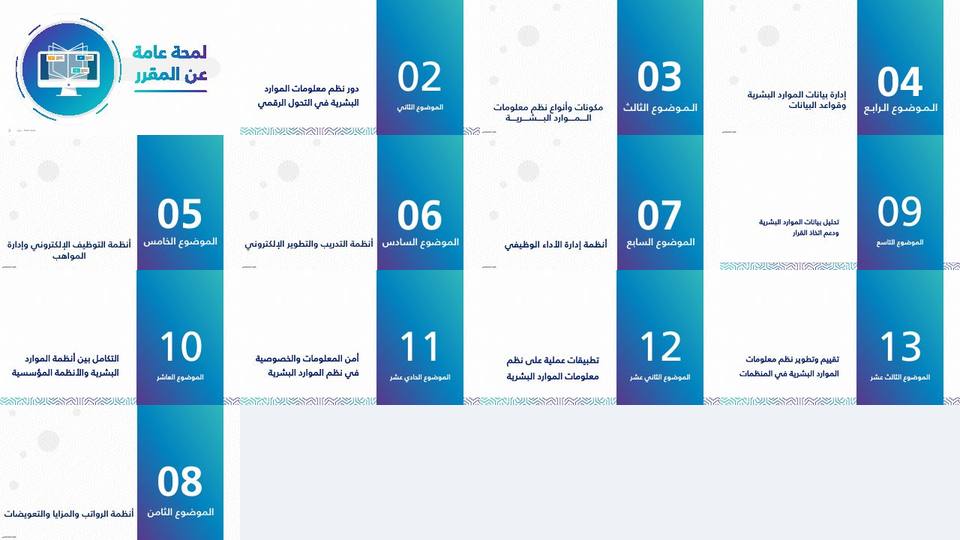 لمحة عامة
عن المقرر
02
الموضوع الثاني
دور نظم معلومات الموارد
البشرية في التحول الرقمي
03
الموضوع الثالث
مكونات وأنواع نظم معلومات
الـــمـــوارد البـــشـــريـــة
04
الموضوع الرابع
إدارة بيانات الموارد البشرية
وقواعد البيانات
05
الموضوع الخامس
أنظمة التوظيف الإلكتروني وإدارة
المواهب
06
الموضوع السادس
أنظمة التدريب والتطوير الإلكتروني
07
الموضوع السابع
أنظمة إدارة الأداء الوظيفي
09
الموضوع التاسع
تحليل بيانات الموارد البشرية
ودعم اتخاذ القرار
10
الموضوع العاشر
التكامل بين أنظمة الموارد
البشرية والأنظمة المؤسسية
11
الموضوع الحادي عشر
أمن المعلومات والخصوصية
في نظم الموارد البشرية
12
الموضوع الثاني عشر
تطبيقات عملية على نظم
معلومات الموارد البشرية
13
الموضوع الثالث عشر
تقييم وتطوير نظم معلومات
الموارد البشرية في المنظمات
08
الموضوع الثامن
أنظمة الرواتب والمزايا والتعويضات